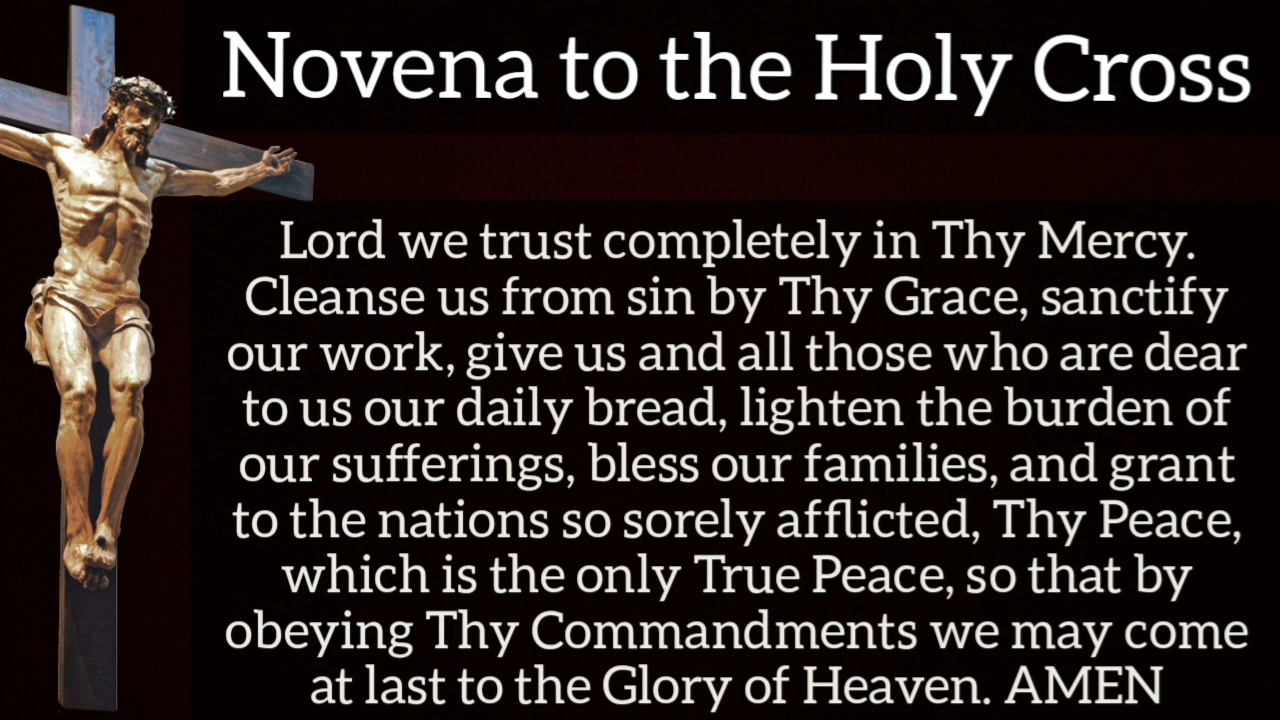 Novena to the Holy Cross
Lord we trust completely in Thy Mercy.
Cleanse us from sin by Thy Grace, sanctify
our work, give us and all those who are dear
to us our daily bread, lighten the burden of
our sufferings, bless our families, and grant
to the nations so sorely afflicted, Thy Peace,
which is the only True Peace, so that by
obeying Thy Commandments we may come
at last to the Glory of Heaven. AMEN